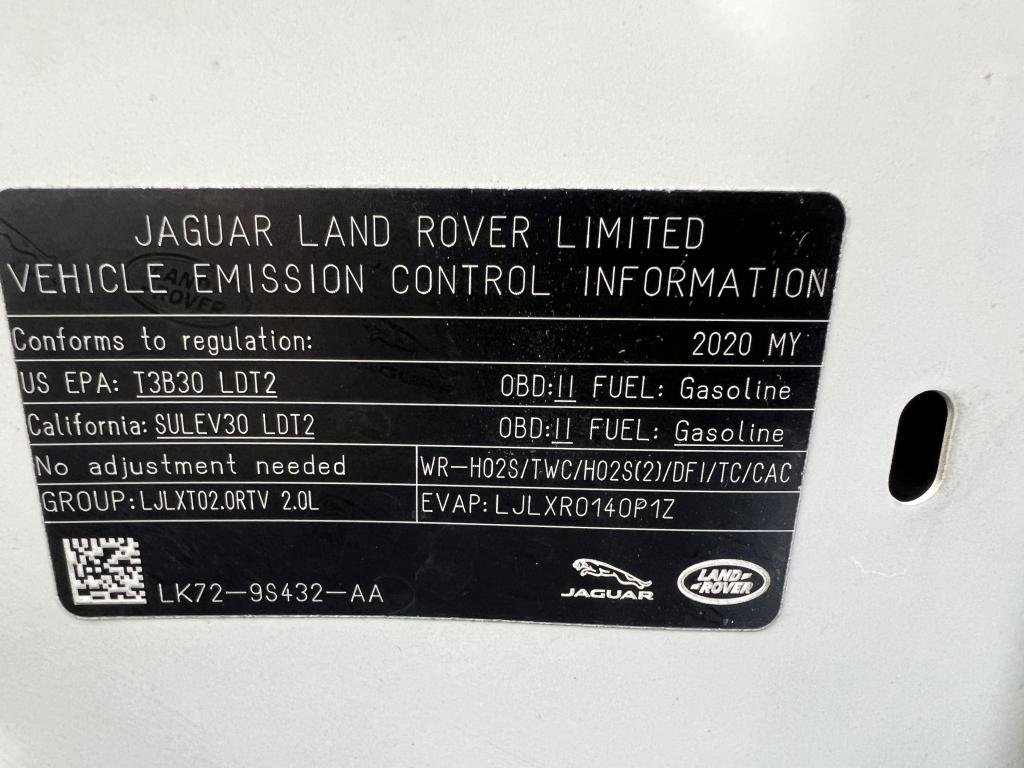 JAGUAR LAND ROVER LIMITED
VEHICLE EMISSION CONTROL INFORMATION
Conforms to regulation: 2020 MY
US EPA: T3B30 LDT2 OBD:II FUEL: Gasoline
California: SULEV30 LDT2 OBD:II FUEL: Gasoline
No adjustment needed WR-HO2S/TWC/HO2S(2)/DFI/TC/CAC
GROUP:LJLXT02.0RTV 2.0L EVAP:LJLXR0140P1Z
LK72-9S432-AA
JAGUAR
LAND-
-ROVER